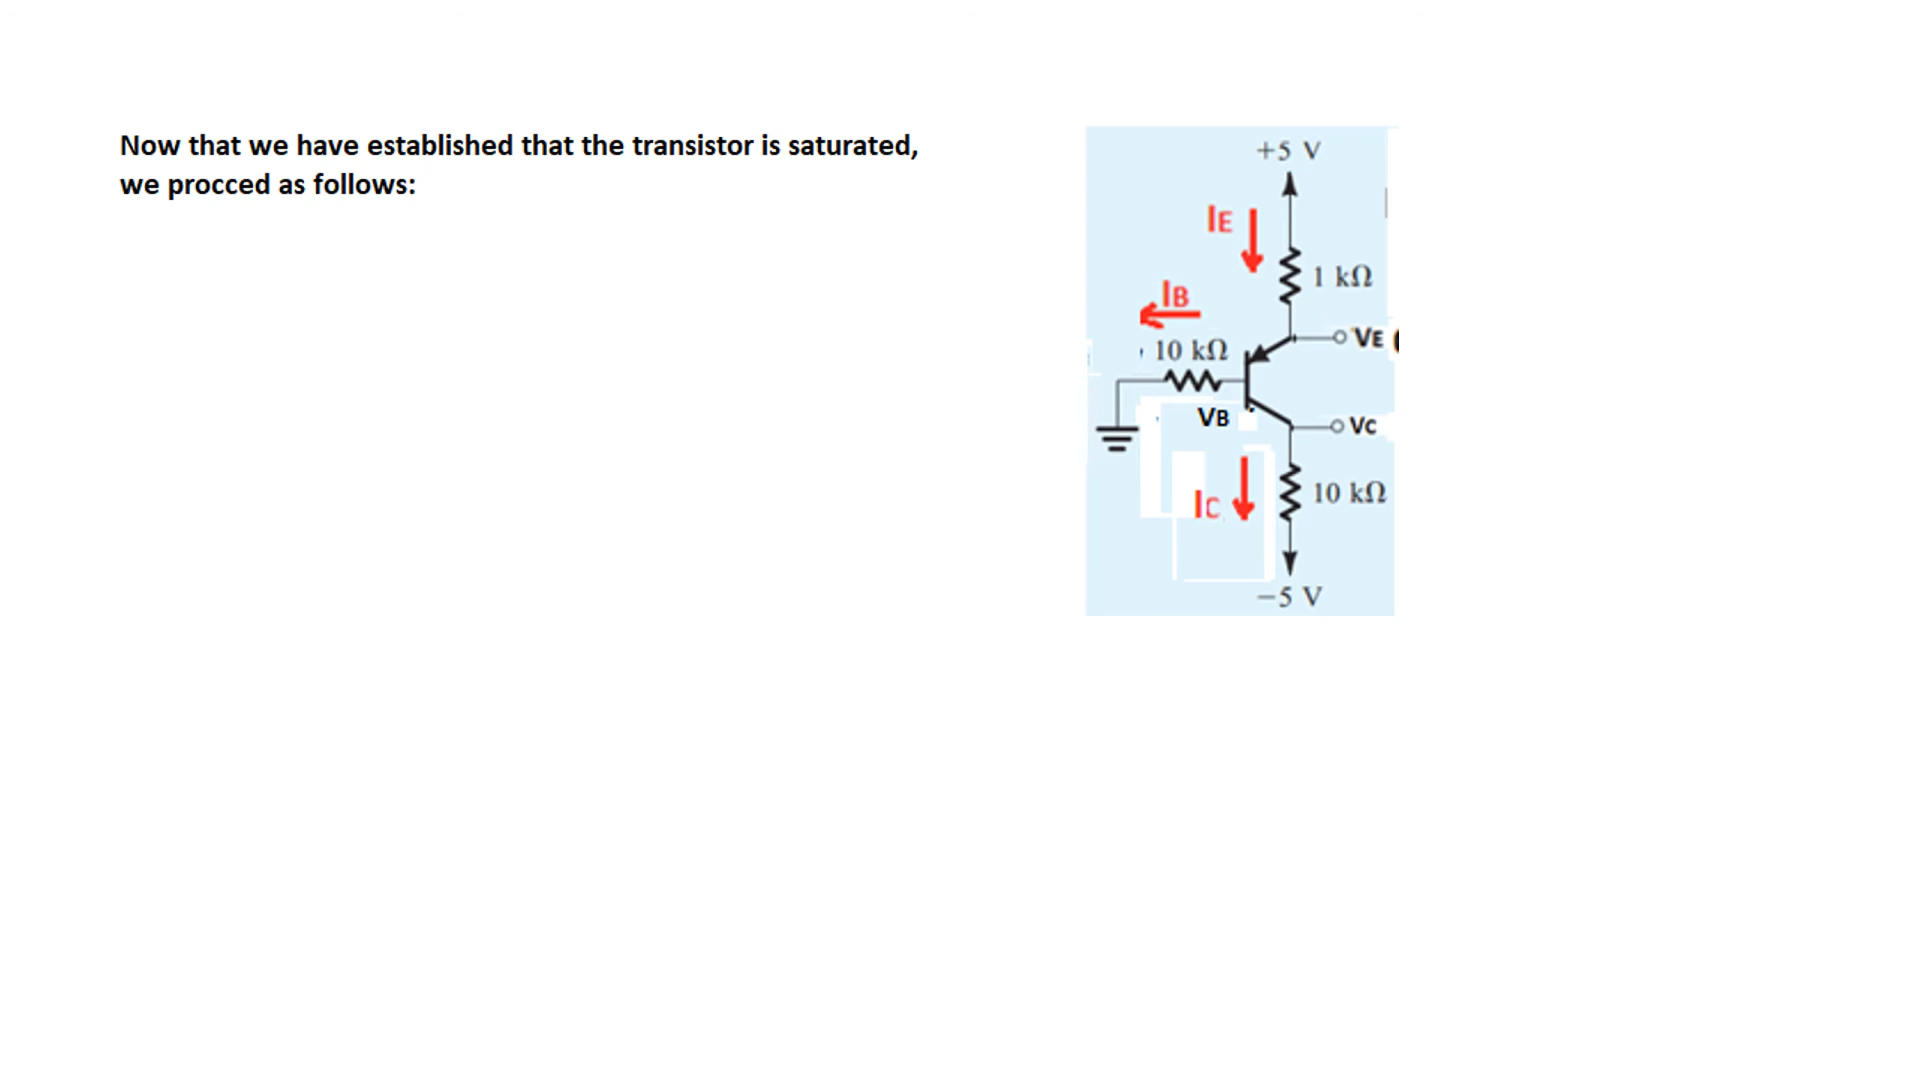 Now that we have established that the transistor is saturated,
we procced as follows:
+5 V
IE
1 kΩ
IB
10 kΩ
VE
VB
VC
IC
10 kΩ
−5 V